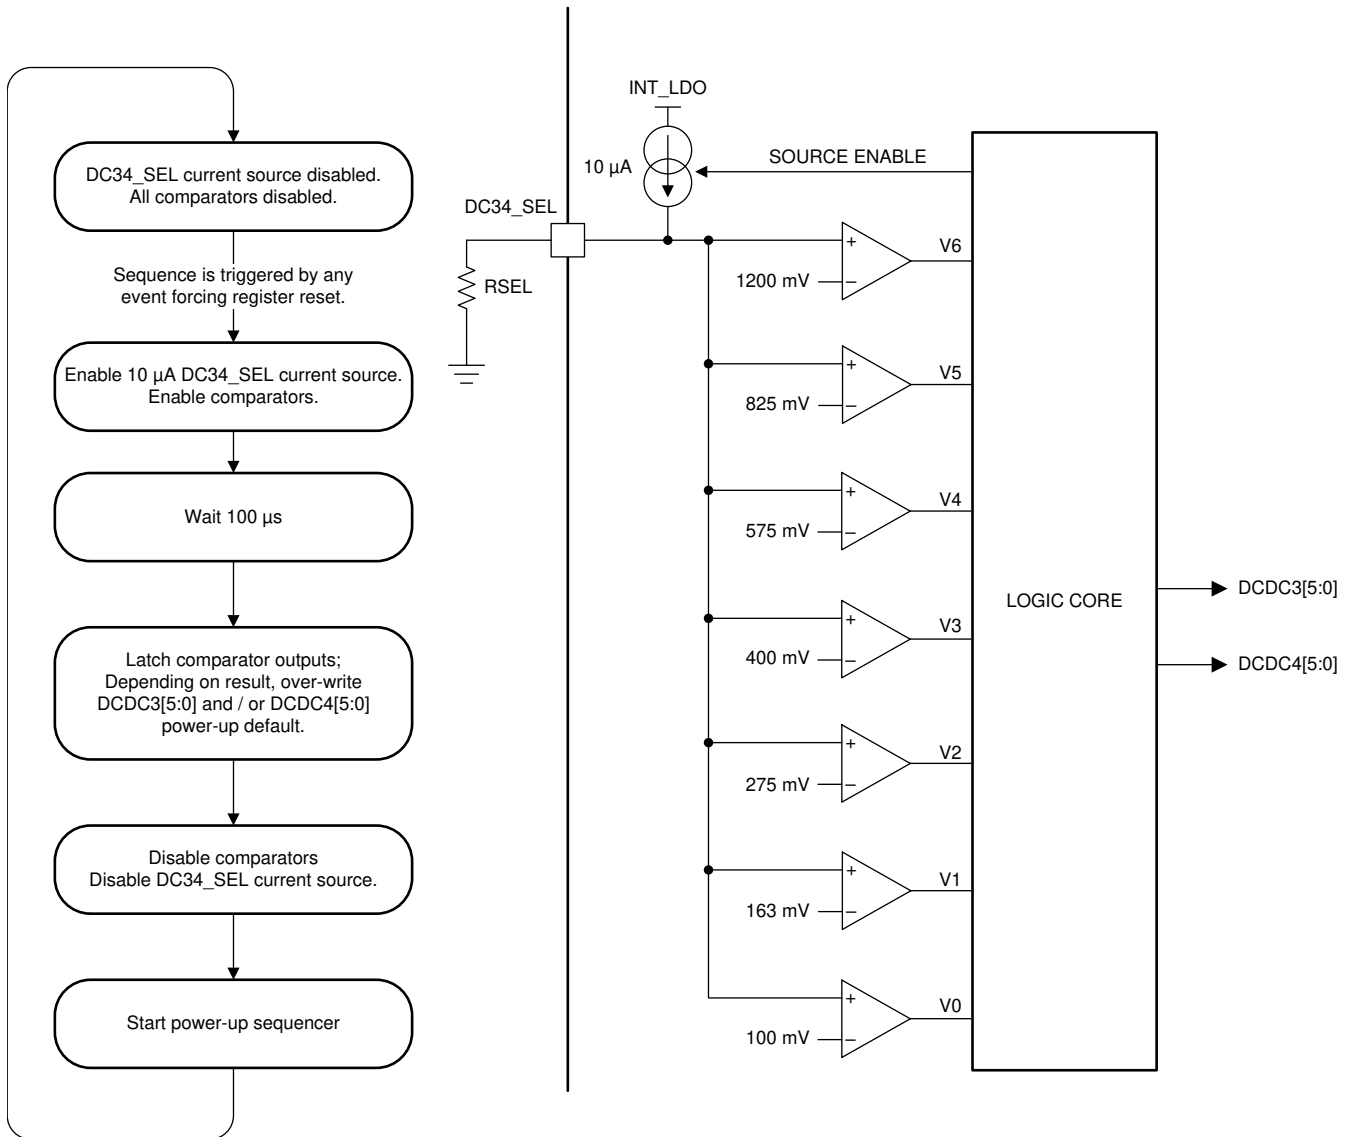 DC34_SEL current source disabled.
All comparators disabled.
Sequence is triggered by any
event forcing register reset.
Enable 10 µA DC34_SEL current source.
Enable comparators.
Wait 100 µs
Latch comparator outputs;
Depending on result, over-write
DCDC3[5:0] and / or DCDC4[5:0]
power-up default.
Disable comparators
Disable DC34_SEL current source.
Start power-up sequencer
INT_LDO
10 µA
SOURCE ENABLE
DC34_SEL
RSEL
+
V6
1200 mV
–
+
V5
825 mV
–
+
V4
575 mV
–
+
V3
400 mV
–
+
V2
275 mV
–
+
V1
163 mV
–
+
V0
100 mV
–
LOGIC CORE
DCDC3[5:0]
DCDC4[5:0]